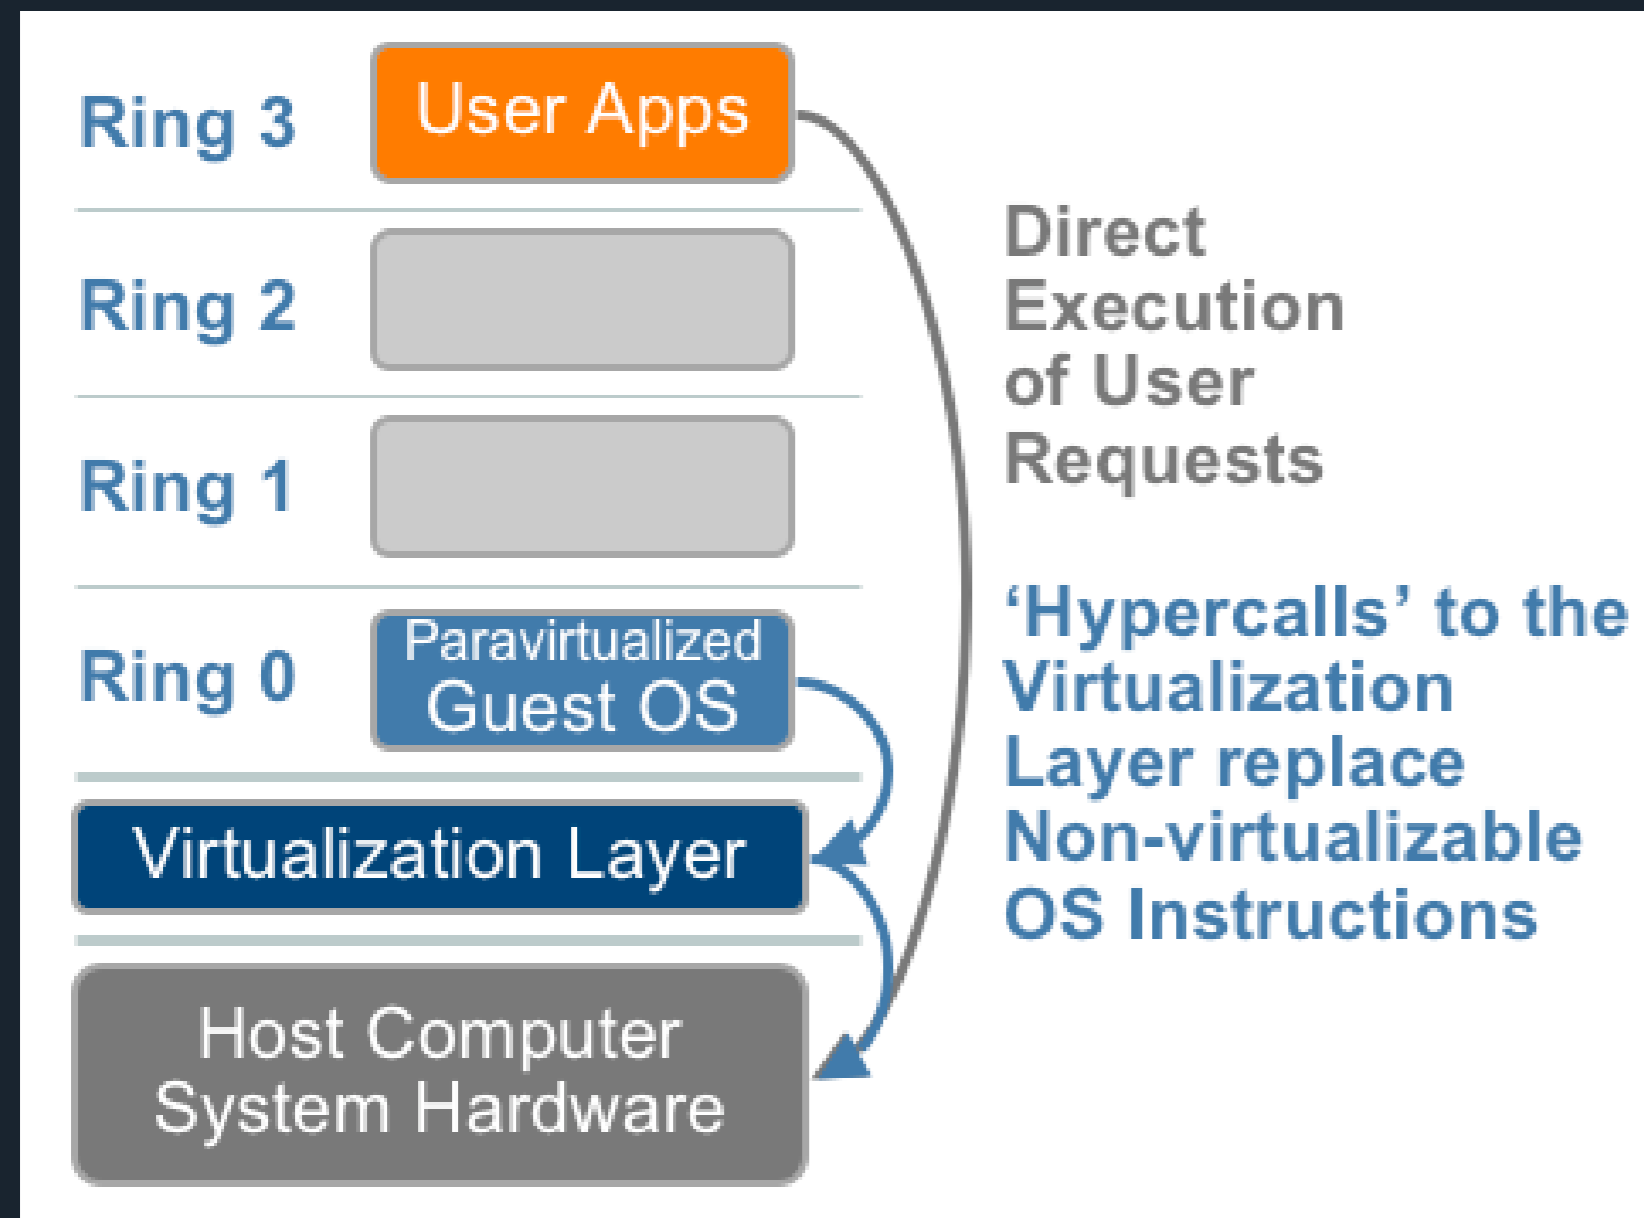 Ring 3
User Apps
Ring 2
Ring 1
Ring 0
Paravirtualized
Guest OS
Virtualization Layer
Host Computer
System Hardware
Direct
Execution
of User
Requests
‘Hypercalls’ to the
Virtualization
Layer replace
Non-virtualizable
OS Instructions